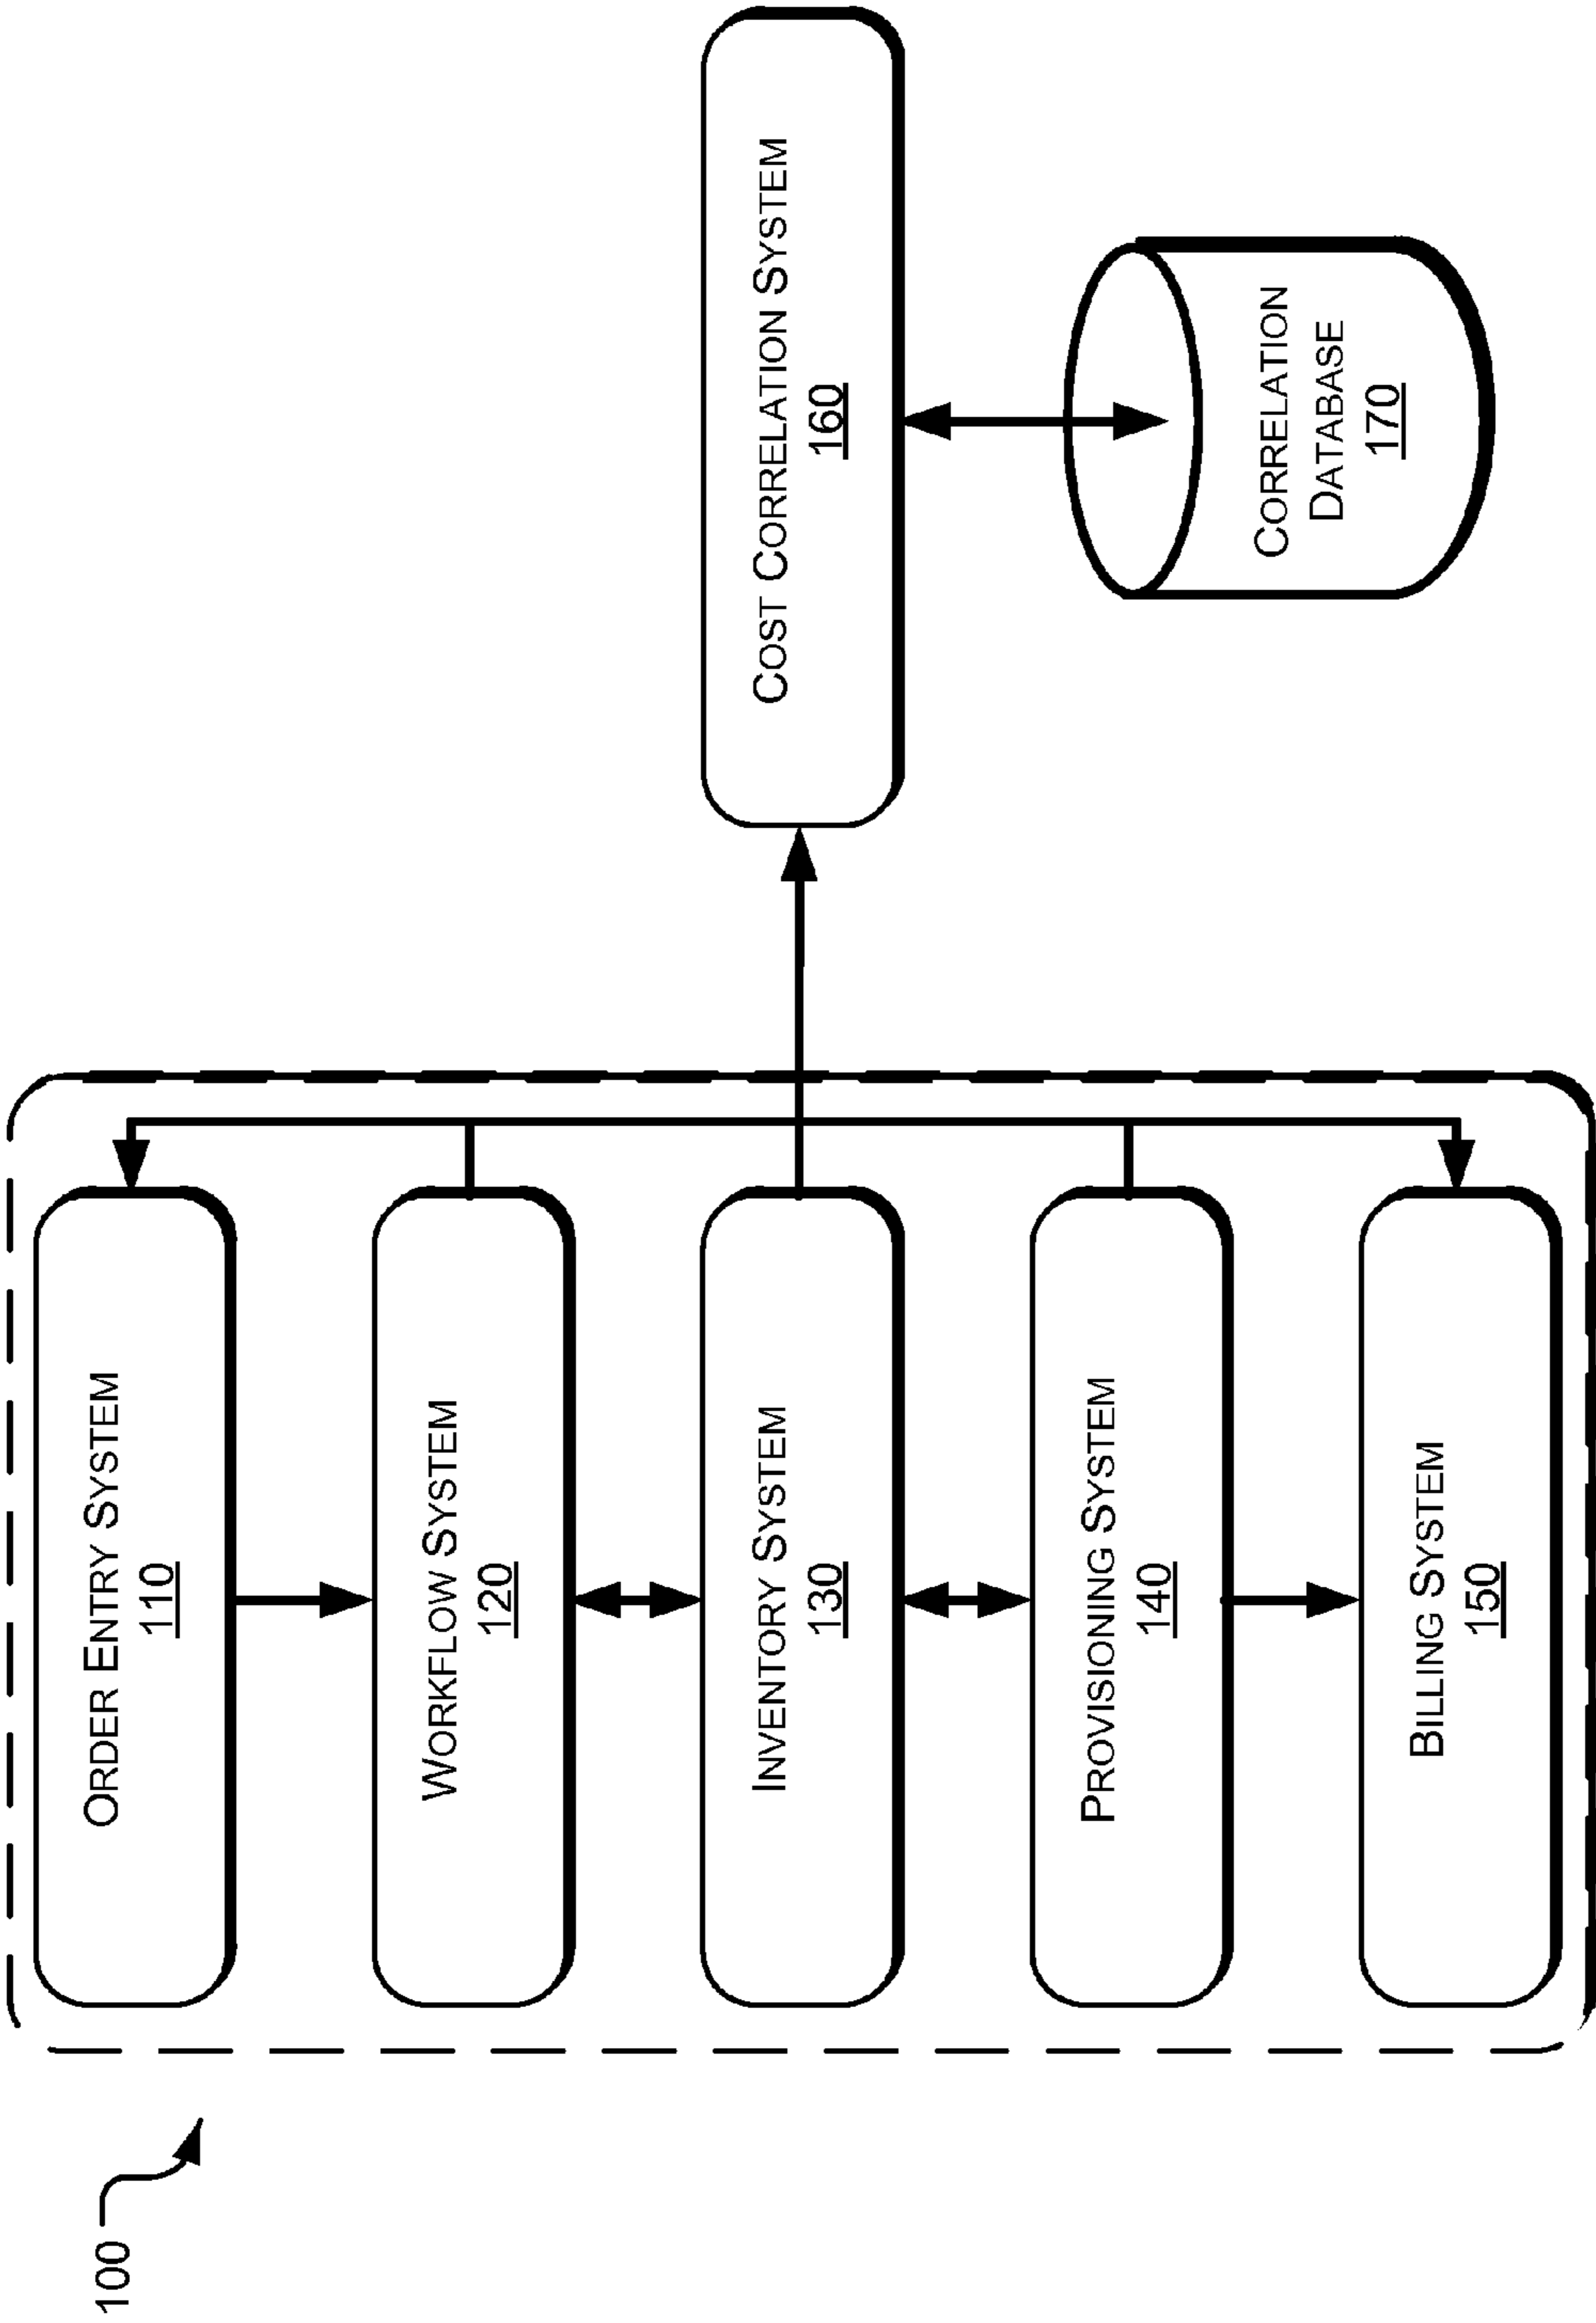 100
ORDER ENTRY SYSTEM
110
WORKFLOW SYSTEM
120
INVENTORY SYSTEM
130
PROVISIONING SYSTEM
140
BILLING SYSTEM
150
COST CORRELATION SYSTEM
160
CORRELATION
DATABASE
170